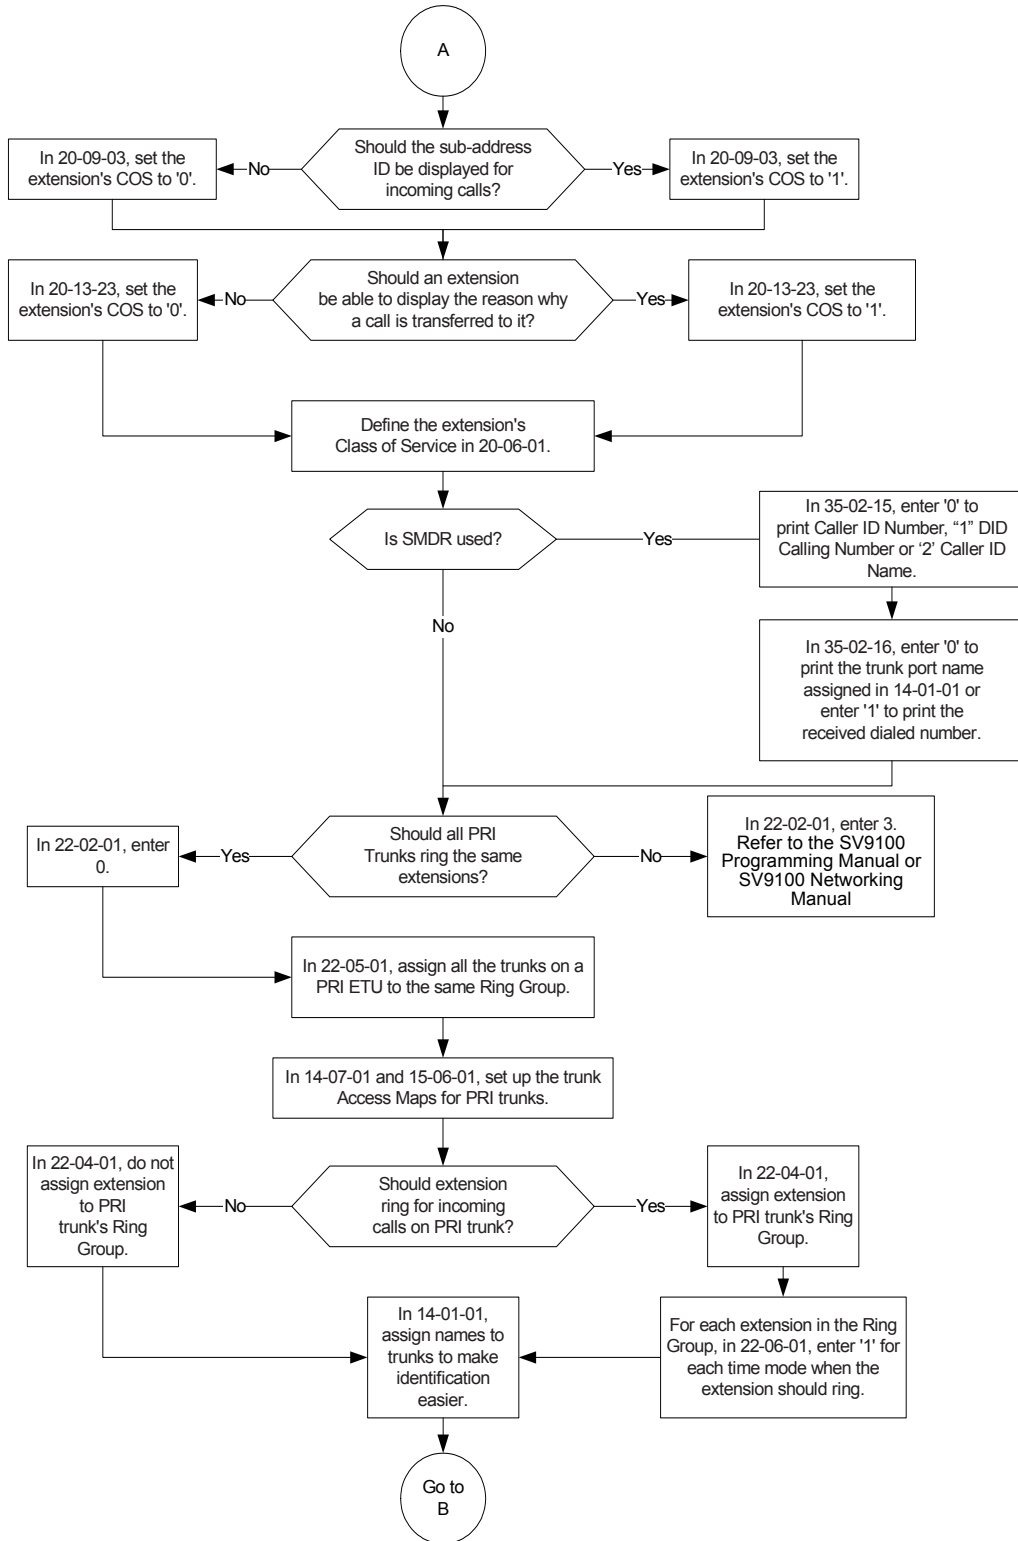 A
Should the sub-address
ID be displayed for
incoming calls?
No
Yes
In 20-09-03, set the
extension's COS to '0'.
In 20-09-03, set the
extension's COS to '1'.
Should an extension
be able to display the reason why
a call is transferred to it?
No
Yes
In 20-13-23, set the
extension's COS to '0'.
In 20-13-23, set the
extension's COS to '1'.
Define the extension's
Class of Service in 20-06-01.
Is SMDR used?
Yes
No
In 35-02-15, enter '0' to
print Caller ID Number, “1” DID
Calling Number or ‘2’ Caller ID
Name.
In 35-02-16, enter '0' to
print the trunk port name
assigned in 14-01-01 or
enter '1' to print the
received dialed number.
Should all PRI
Trunks ring the same
extensions?
Yes
No
In 22-02-01, enter
0.
In 22-02-01, enter 3.
Refer to the SV9100
Programming Manual or
SV9100 Networking
Manual
In 22-05-01, assign all the trunks on a
PRI ETU to the same Ring Group.
In 14-07-01 and 15-06-01, set up the trunk
Access Maps for PRI trunks.
Should extension
ring for incoming
calls on PRI trunk?
No
Yes
In 22-04-01, do not
assign extension
to PRI
trunk's Ring
Group.
In 22-04-01,
assign extension
to PRI trunk's Ring
Group.
For each extension in the Ring
Group, in 22-06-01, enter '1' for
each time mode when the
extension should ring.
In 14-01-01,
assign names to
trunks to make
identification
easier.
Go to
B